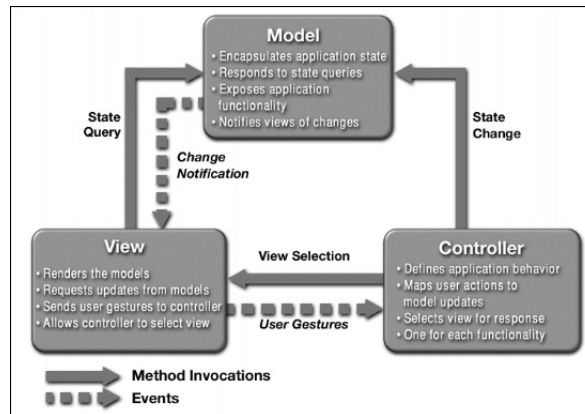 Model
• Encapsulates application state
• Responds to state queries
• Exposes application
functionality
• Notifies views of changes
State
Query
State
Change
Change
Notification
View
• Renders the models
• Requests updates from models
• Sends user gestures to controller
• Allows controller to select view
View Selection
User Gestures
Controller
• Defines application behavior
• Maps user actions to
model updates
• Selects view for response
• One for each functionality
Method Invocations
Events